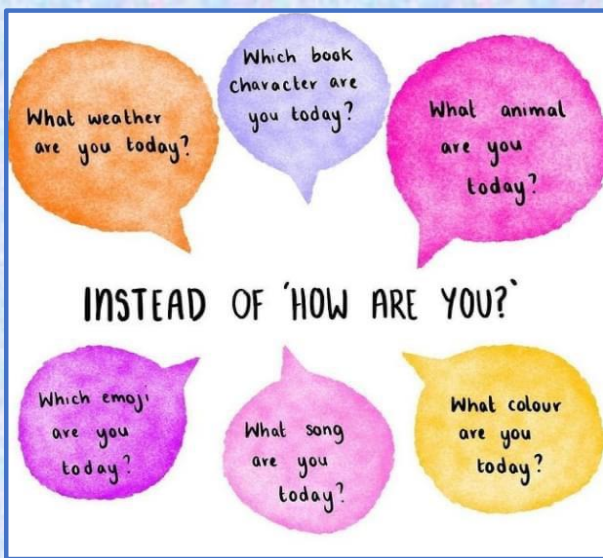 What weather
are you today?
Which book
character are
you today?
What animal
are you
today?
INSTEAD OF 'HOW ARE YOU?'
Which emoji
are you
today?
What song
are you
today?
What colour
are you
today?